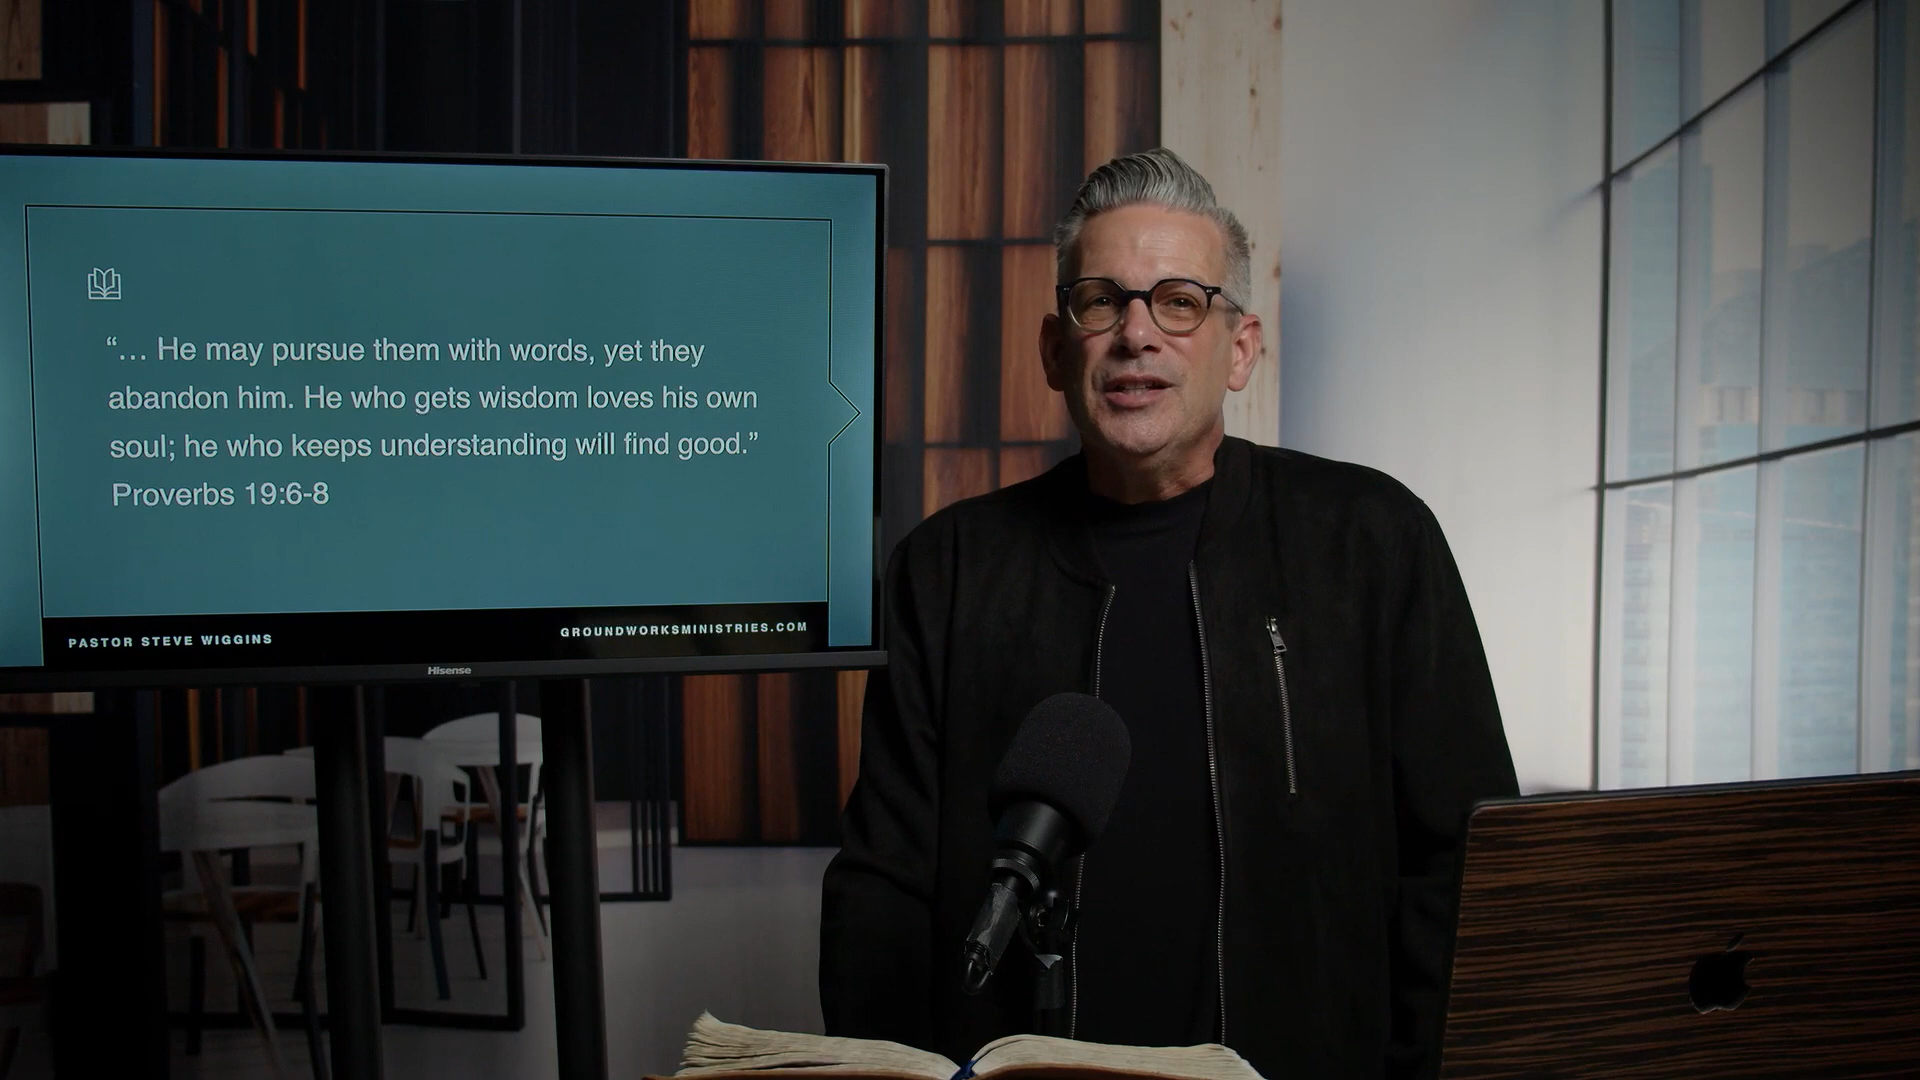 “… He may pursue them with words, yet they
abandon him. He who gets wisdom loves his own
soul; he who keeps understanding will find good.”
Proverbs 19:6-8
PASTOR STEVE WIGGINS
GROUNDWORKSMINISTRIES.COM
Hisense